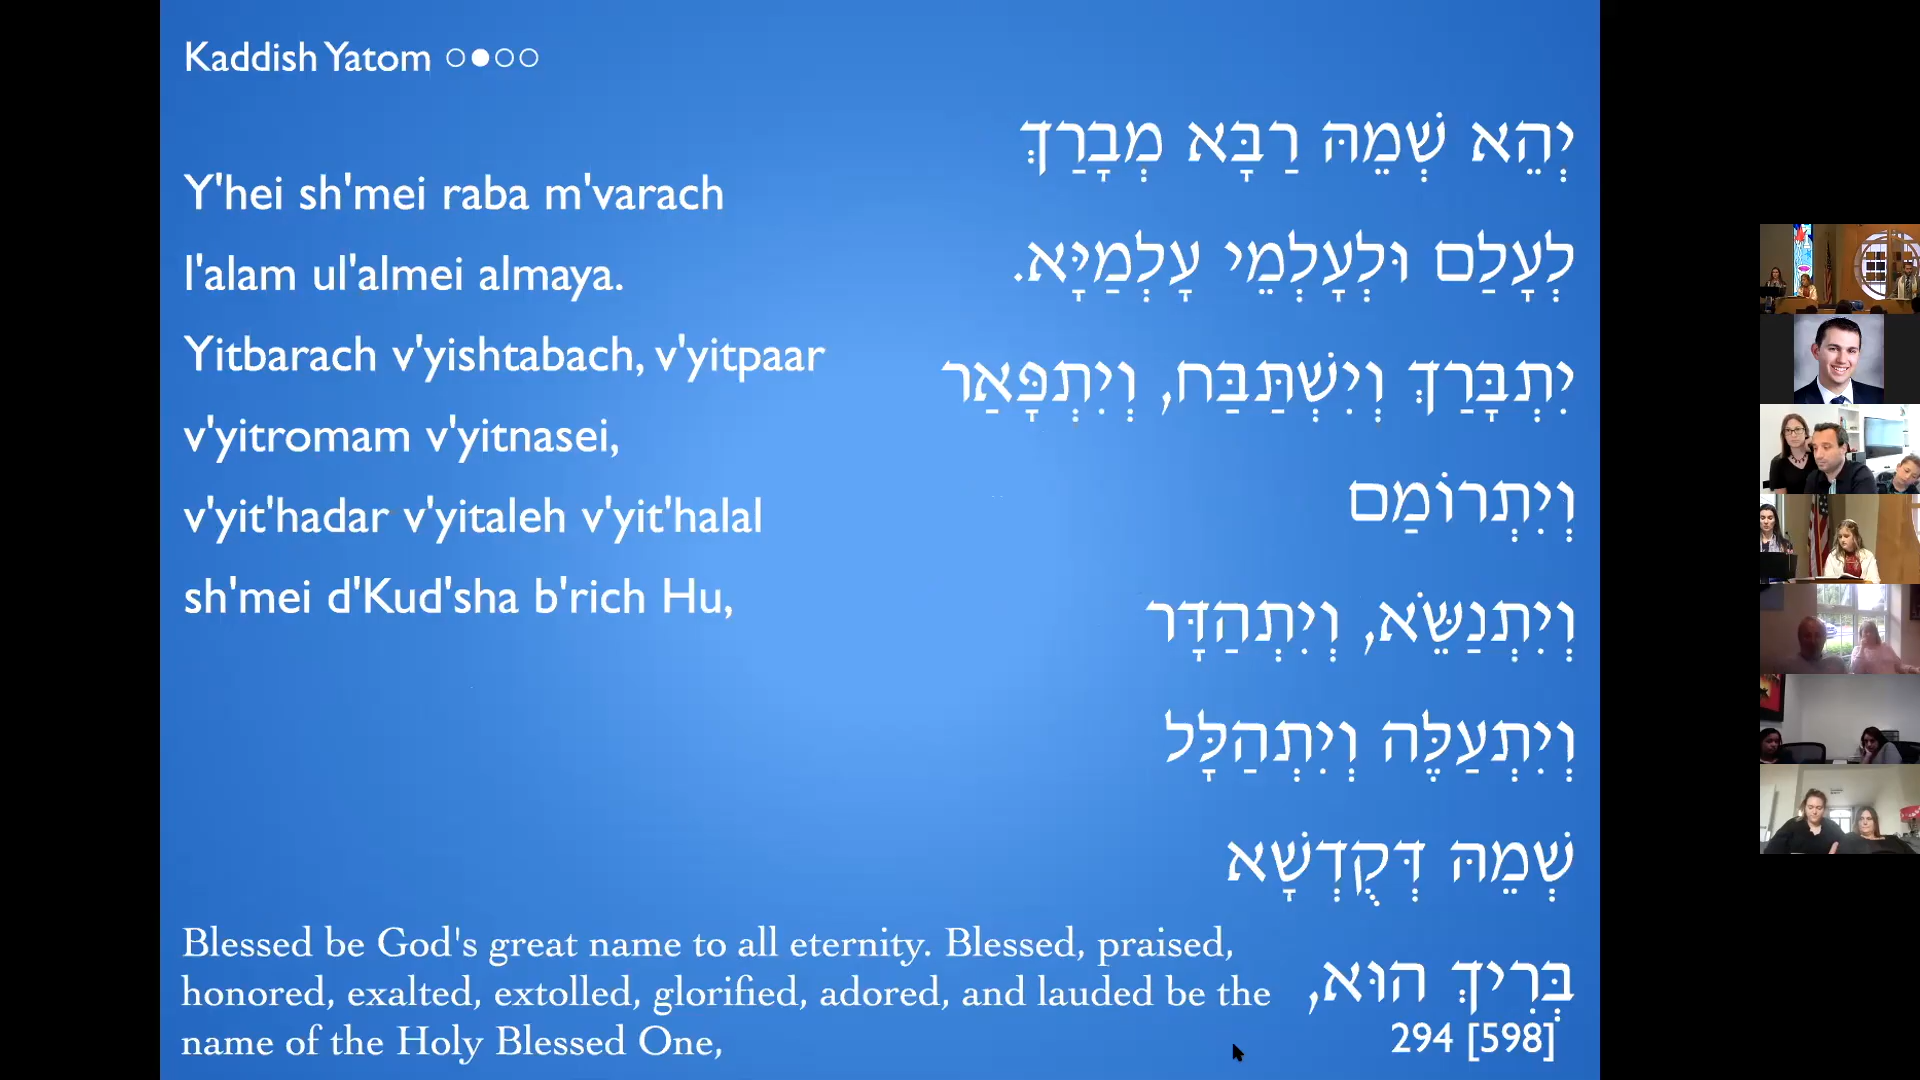 Kaddish Yatom ○●○○
Y'hei sh'mei raba m'varach
l'alam ul'almei almaya.
Yitbarach v'yishtabach, v'yitpaar
v'yitromam v'yitnasei,
v'yit'hadar v'yitaleh v'yit'halal
sh'mei d'Kud'sha b'rich Hu,
יְהֵא שְׁמֵהּ רַבָּא מְבָרַךְ
לְעָלַם וּלְעָלְמֵי עָלְמַיָּא.
יִתְבָּרַךְ וְיִשְׁתַּבַּח, וְיִתְפָּאַר
וְיִתְרוֹמַם
וְיִתְנַשֵּׂא, וְיִתְהַדָּר
וְיִתְעַלֶּה וְיִתְהַלָּל
שְׁמֵהּ דְּקֻדְשָׁא
בְּרִיךְ הוּא,
Blessed be God's great name to all eternity. Blessed, praised,
honored, exalted, extolled, glorified, adored, and lauded be the
name of the Holy Blessed One,
294 [598]